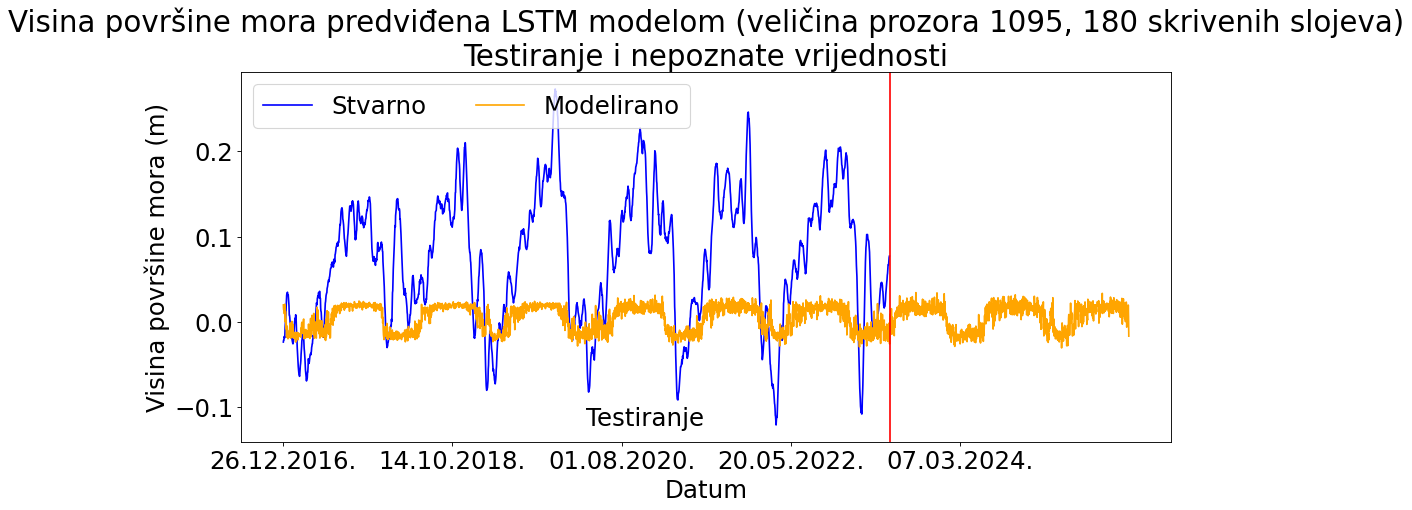 Visina površine mora predviđena LSTM modelom (veličina prozora 1095, 180 skrivenih slojeva)
Testiranje i nepoznate vrijednosti
Stvarno Modelirano
Visina površine mora (m)
0.2
0.1
0.0
−0.1
Testiranje
26.12.2016. 14.10.2018. 01.08.2020. 20.05.2022. 07.03.2024.
Datum